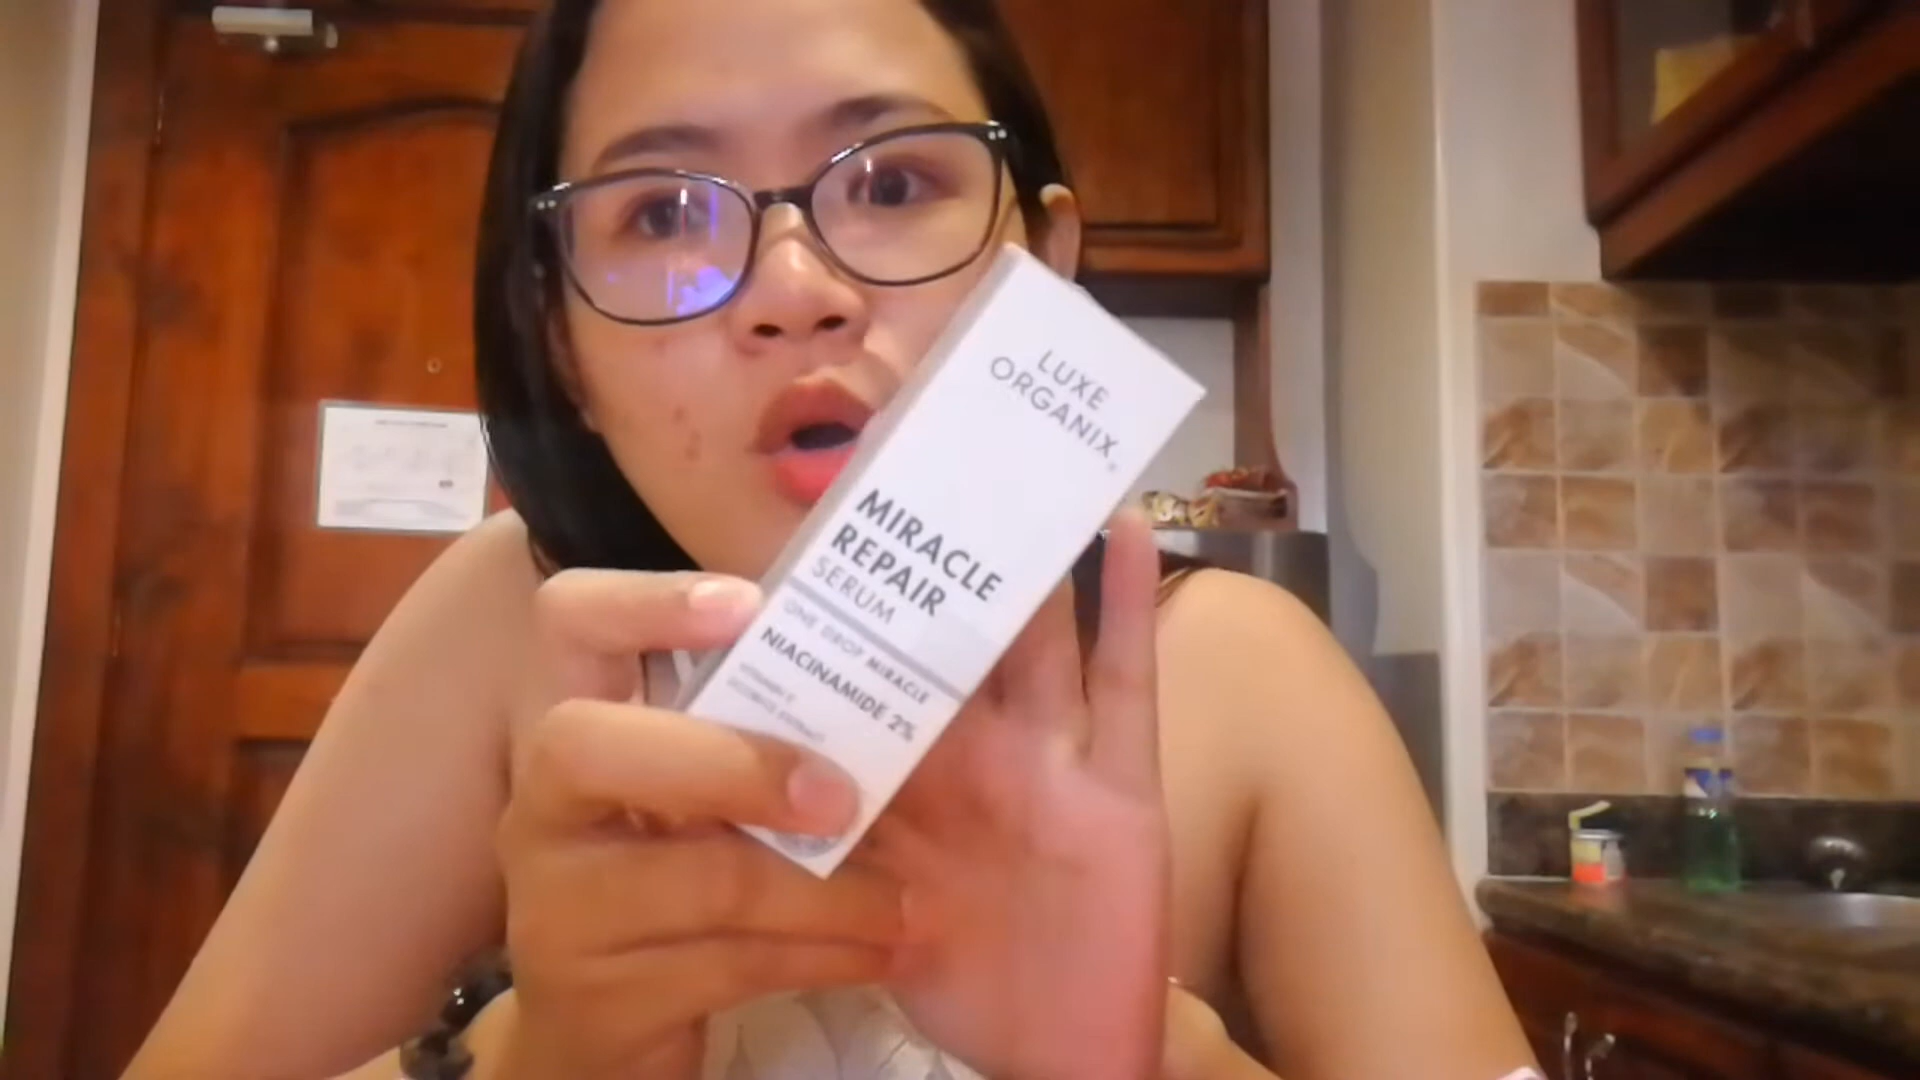 LUXE
ORGANIX
MIRACLE
REPAIR
SERUM
ONE DROP MIRACLE
NIACINAMIDE 2%